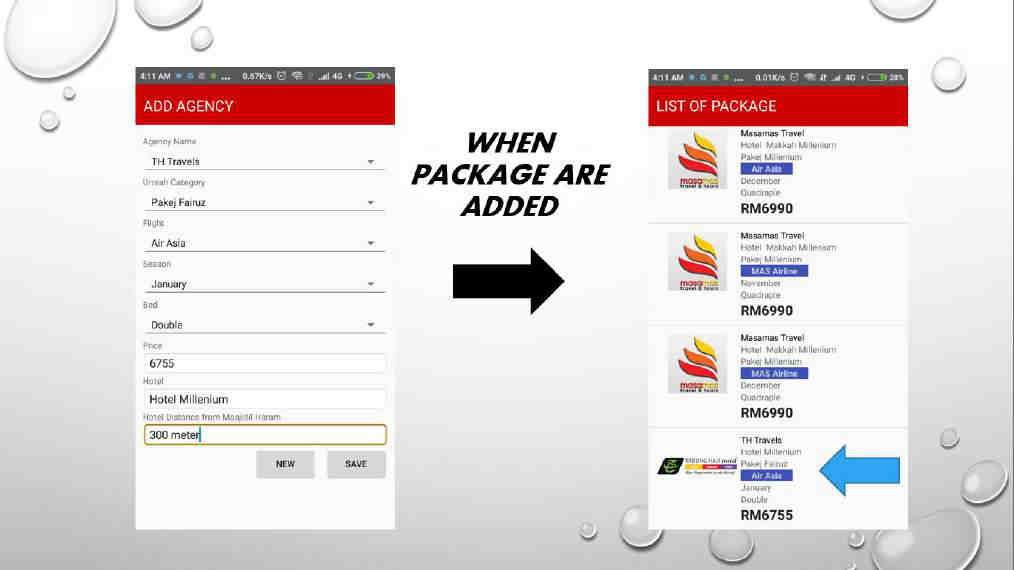 4:11 AM ... 0.67K/s 4G 29%
ADD AGENCY
Agency Name
TH Travels
Umrah Category
Pakej Fairuz
Flight
Air Asia
Season
January
Bed
Double
Price
6755
Hotel
Hotel Millenium
Hotel Distance from Masjidil Haram
300 meter
NEW SAVE
WHEN
PACKAGE ARE
ADDED
4:11 AM ... 0.01K/s 4G 28%
LIST OF PACKAGE
masamas
travel & tours
Masamas Travel
Hotel Makkah Millenium
Pakej Millenium
Air Asia
December
Quadraple
RM6990
masamas
travel & tours
Masamas Travel
Hotel Makkah Millenium
Pakej Millenium
MAS Airline
November
Quadraple
RM6990
masamas
travel & tours
Masamas Travel
Hotel Makkah Millenium
Pakej Millenium
MAS Airline
December
Quadraple
RM6990
TH Travels
Hotel Millenium
Pakej Fairuz
Air Asia
January
Double
RM6755